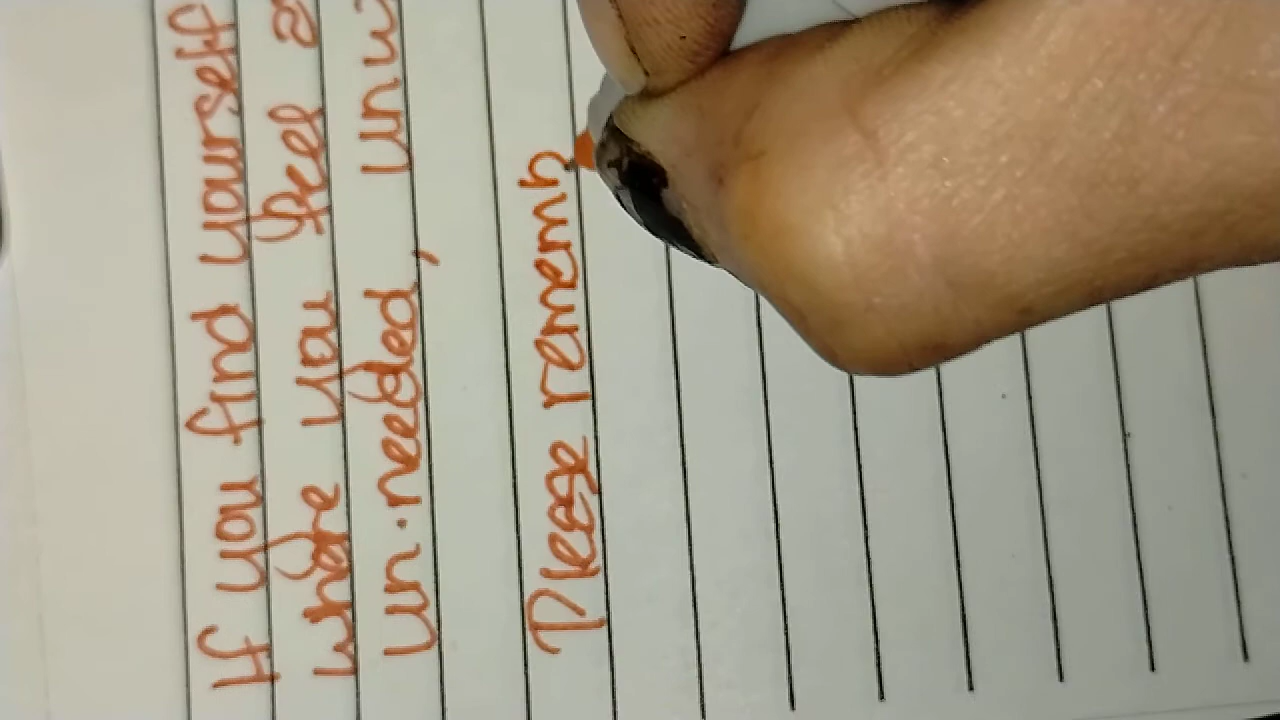 If you find yourself
where you feel
un.needed,
Please rememb